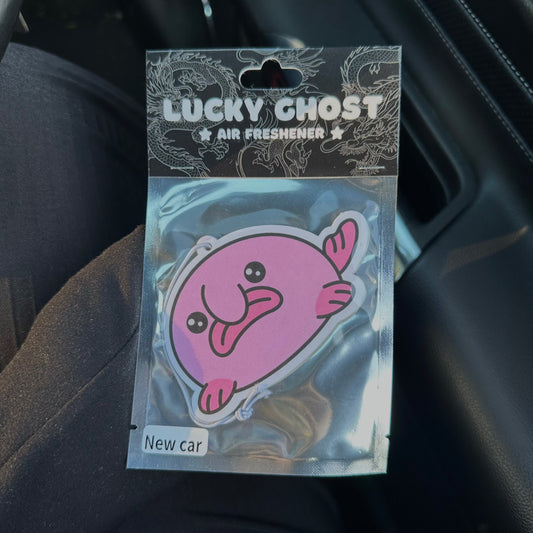 LUCKY GHOST
★ AIR FRESHENER ★
New car